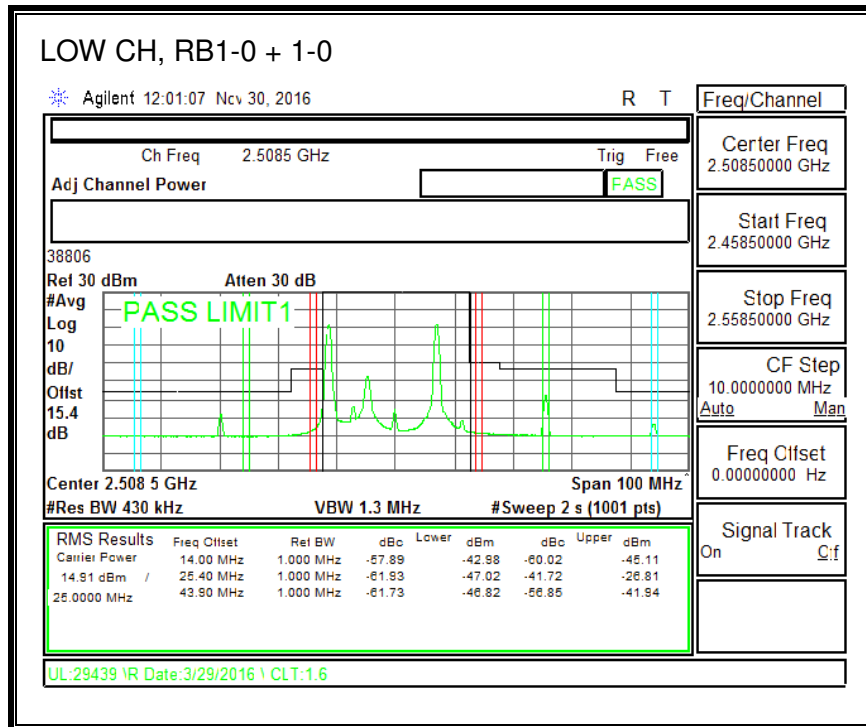 LOW CH, RB1-0 + 1-0
Agilent 12:01:07 Nov 30, 2016 R T
Freq/Channel
Ch Freq 2.5085 GHz Trig Free
Adj Channel Power PASS
Center Freq
2.50850000 GHz
Start Freq
2.45850000 GHz
Stop Freq
2.55850000 GHz
CF Step
10.0000000 MHz
Auto Man
Freq Offset
0.00000000 Hz
Signal Track
On Off
38806
Ref 30 dBm Atten 30 dB
#Avg
Log
10
dB/
Offst
15.4
dB
PASS LIMIT1
Center 2.508 5 GHz Span 100 MHz^
#Res BW 430 kHz VBW 1.3 MHz #Sweep 2 s (1001 pts)
RMS Results Freq Offset Ref BW dBc Lower dBm dBc Upper dBm
Carrier Power 14.00 MHz 1.000 MHz -57.89 -42.98 -60.02 -45.11
14.91 dBm / 25.40 MHz 1.000 MHz -61.93 -47.02 -41.72 -26.81
25.0000 MHz 43.90 MHz 1.000 MHz -61.73 -46.82 -56.85 -41.94
UL:29439 \R Date:3/29/2016 \ CLT:1.6